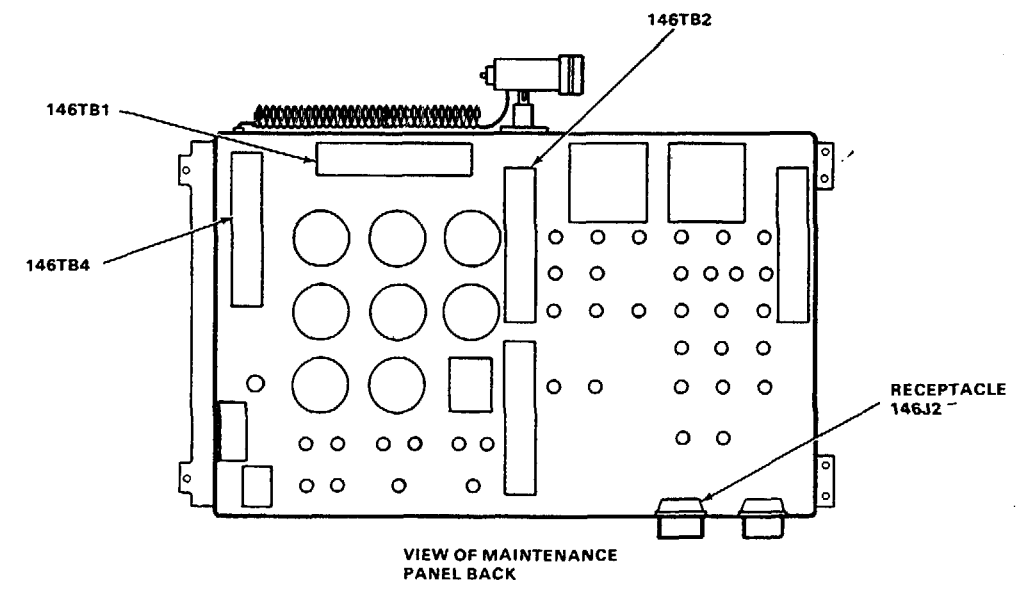 146TB2
146TB1
146TB4
RECEPTACLE
146J2
VIEW OF MAINTENANCE
PANEL BACK